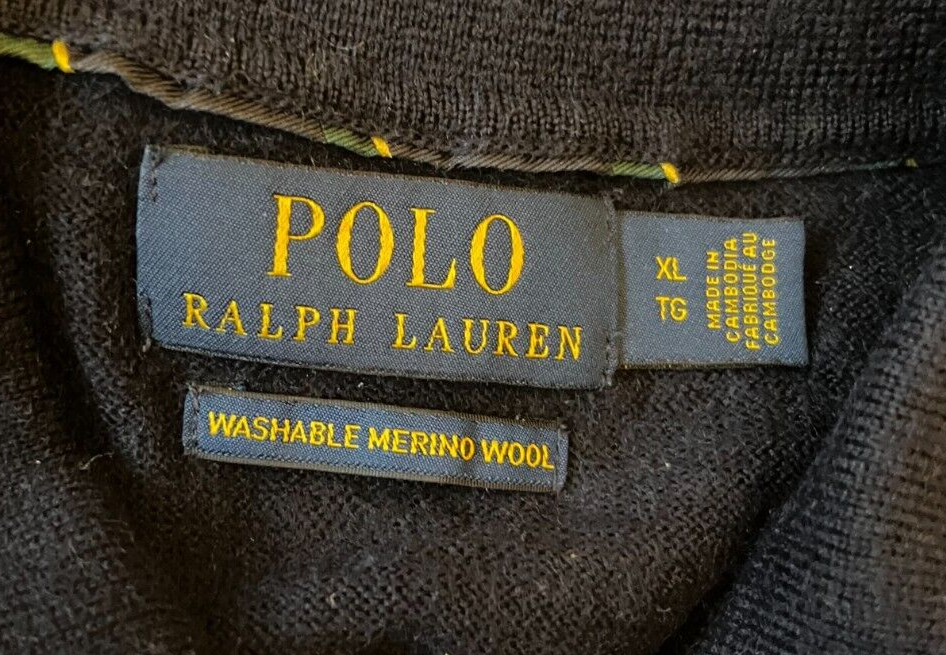 POLO
RALPH LAUREN
XL
TG
MADE IN
CAMBODIA
FABRIQUÉ AU
CAMBODGE
WASHABLE MERINO WOOL